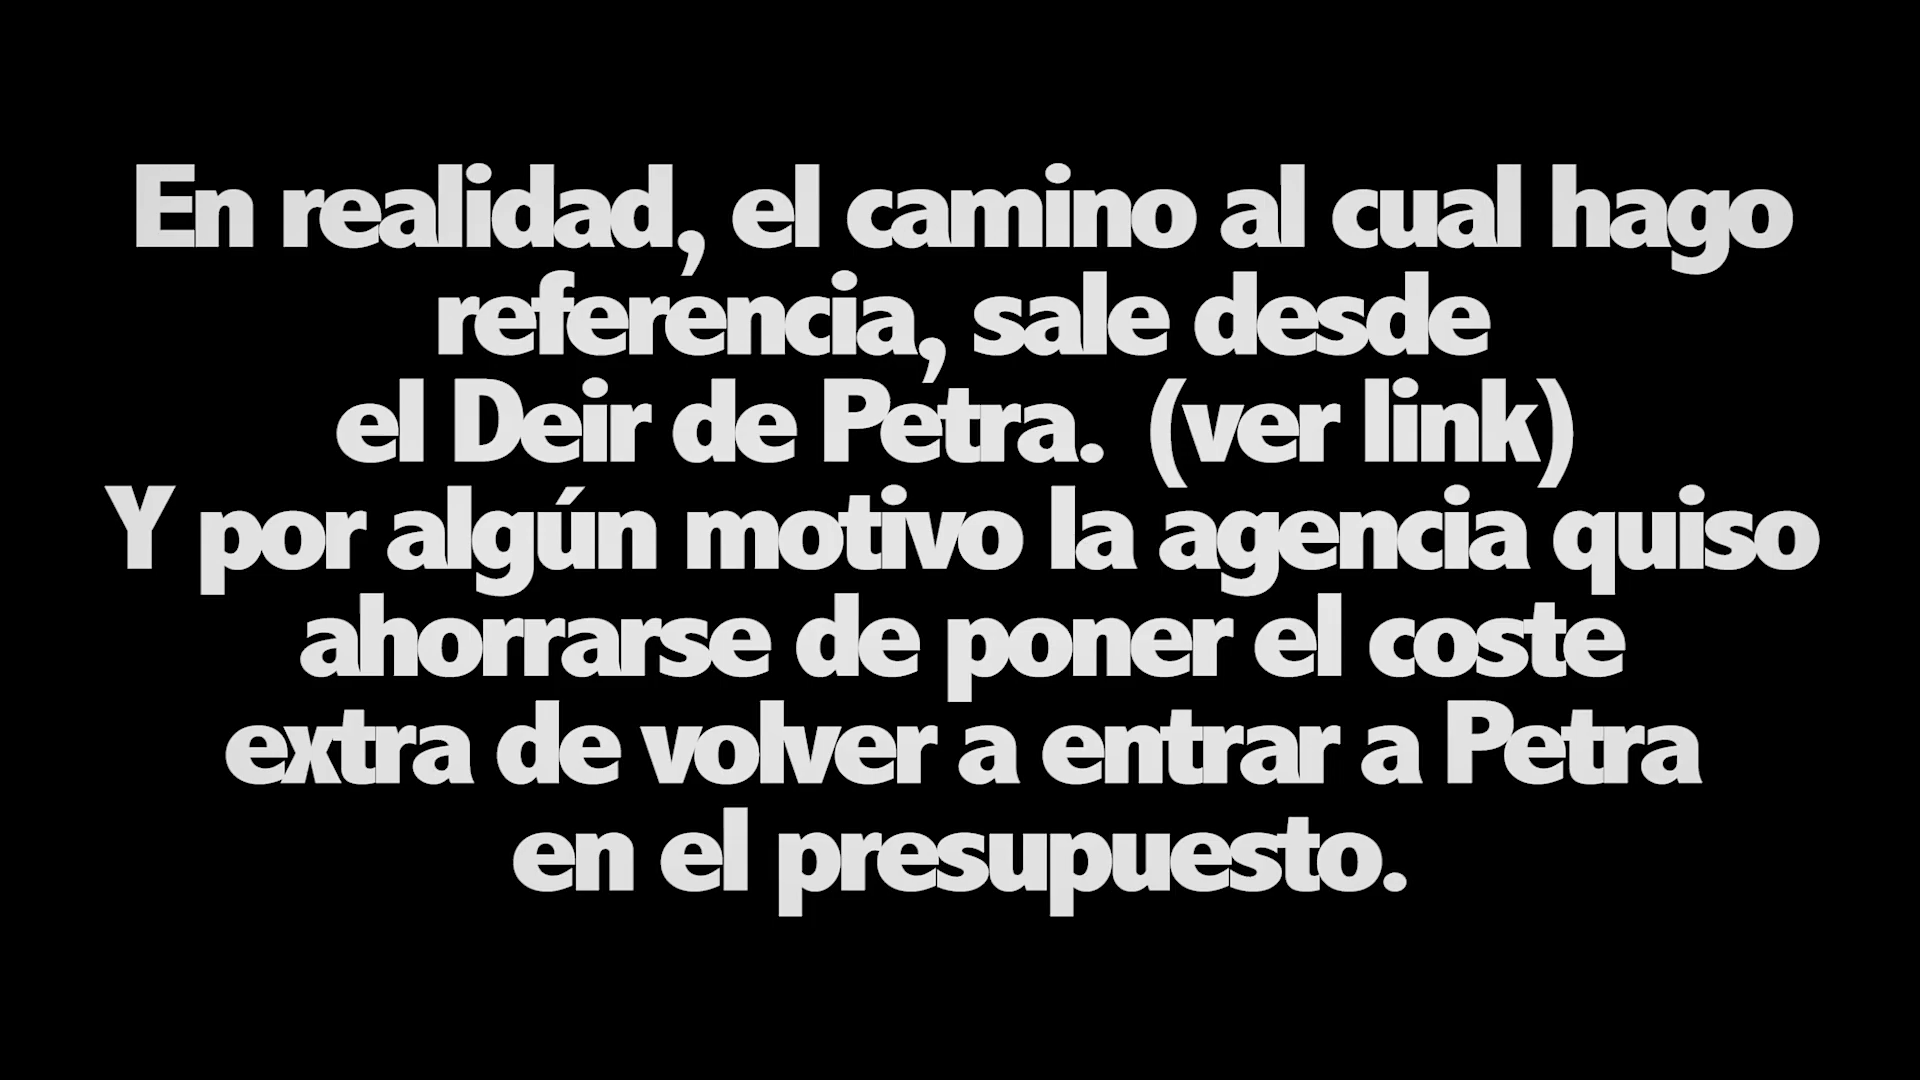 En realidad, el camino al cual hago
referencia, sale desde
el Deir de Petra. (ver link)
Y por algún motivo la agencia quiso
ahorrarse de poner el coste
extra de volver a entrar a Petra
en el presupuesto.